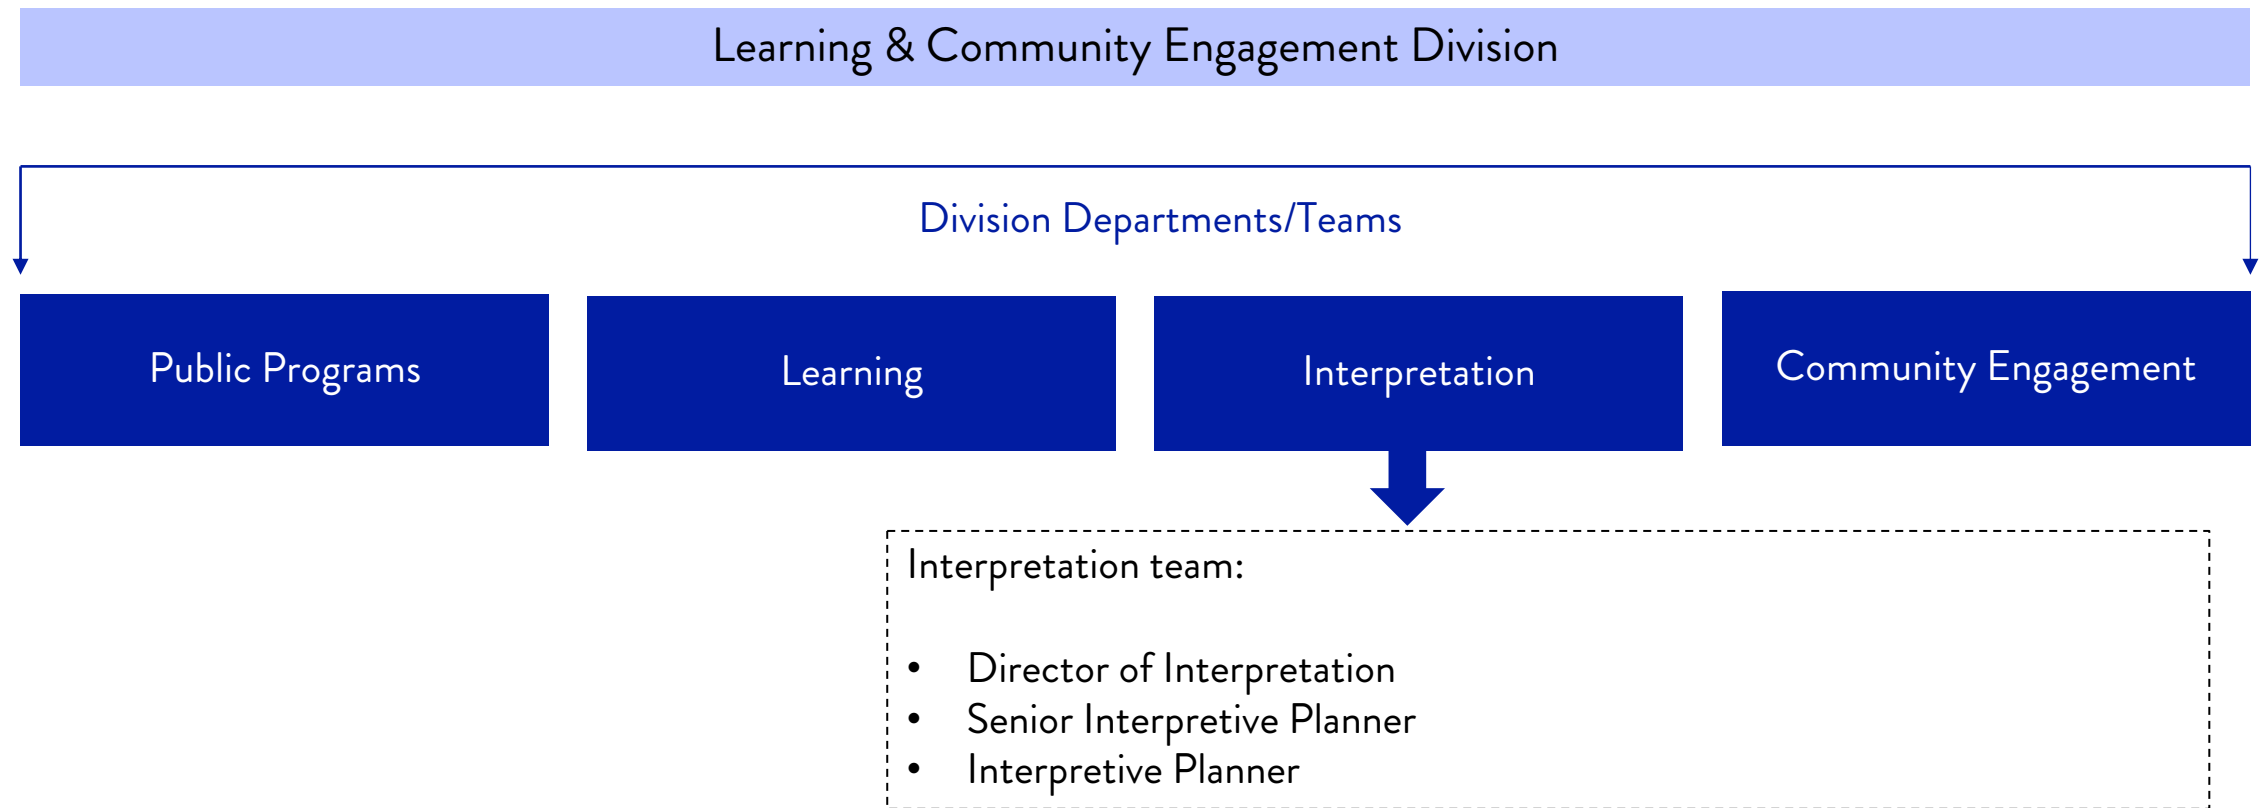 Learning & Community Engagement Division
Division Departments/Teams
Public Programs
Learning
Interpretation
Community Engagement
Interpretation team:
• Director of Interpretation
• Senior Interpretive Planner
• Interpretive Planner